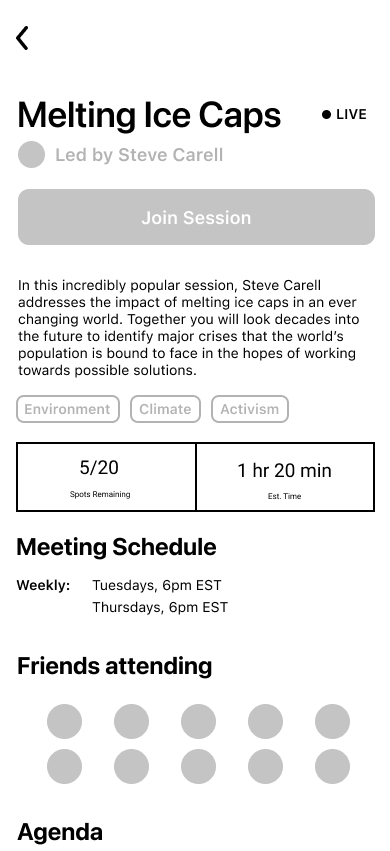 Melting Ice Caps
LIVE
Led by Steve Carell
Join Session
In this incredibly popular session, Steve Carell
addresses the impact of melting ice caps in an ever
changing world. Together you will look decades into
the future to identify major crises that the world’s
population is bound to face in the hopes of working
towards possible solutions.
Environment
Climate
Activism
5/20
Spots Remaining
1 hr 20 min
Est. Time
Meeting Schedule
Weekly: Tuesdays, 6pm EST
Thursdays, 6pm EST
Friends attending
Agenda